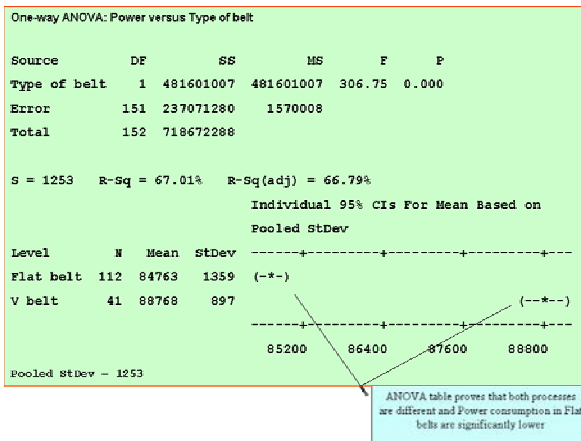 One-way ANOVA: Power versus Type of belt
Source DF SS MS F P
Type of belt 1 481601007 481601007 306.75 0.000
Error 151 237071280 1570008
Total 152 718672288
S = 1253 R-Sq = 67.01% R-Sq(adj) = 66.79%
Individual 95% CIs For Mean Based on
Pooled StDev
Level N Mean StDev ------+---------+---------+---------+---
Flat belt 112 84763 1359 (-*-)
V belt 41 88768 897 (--*--)
------+---------+---------+---------+---
85200 86400 87600 88800
Pooled StDev = 1253
ANOVA table proves that both processes
are different and Power consumption in Flat
belts are significantly lower